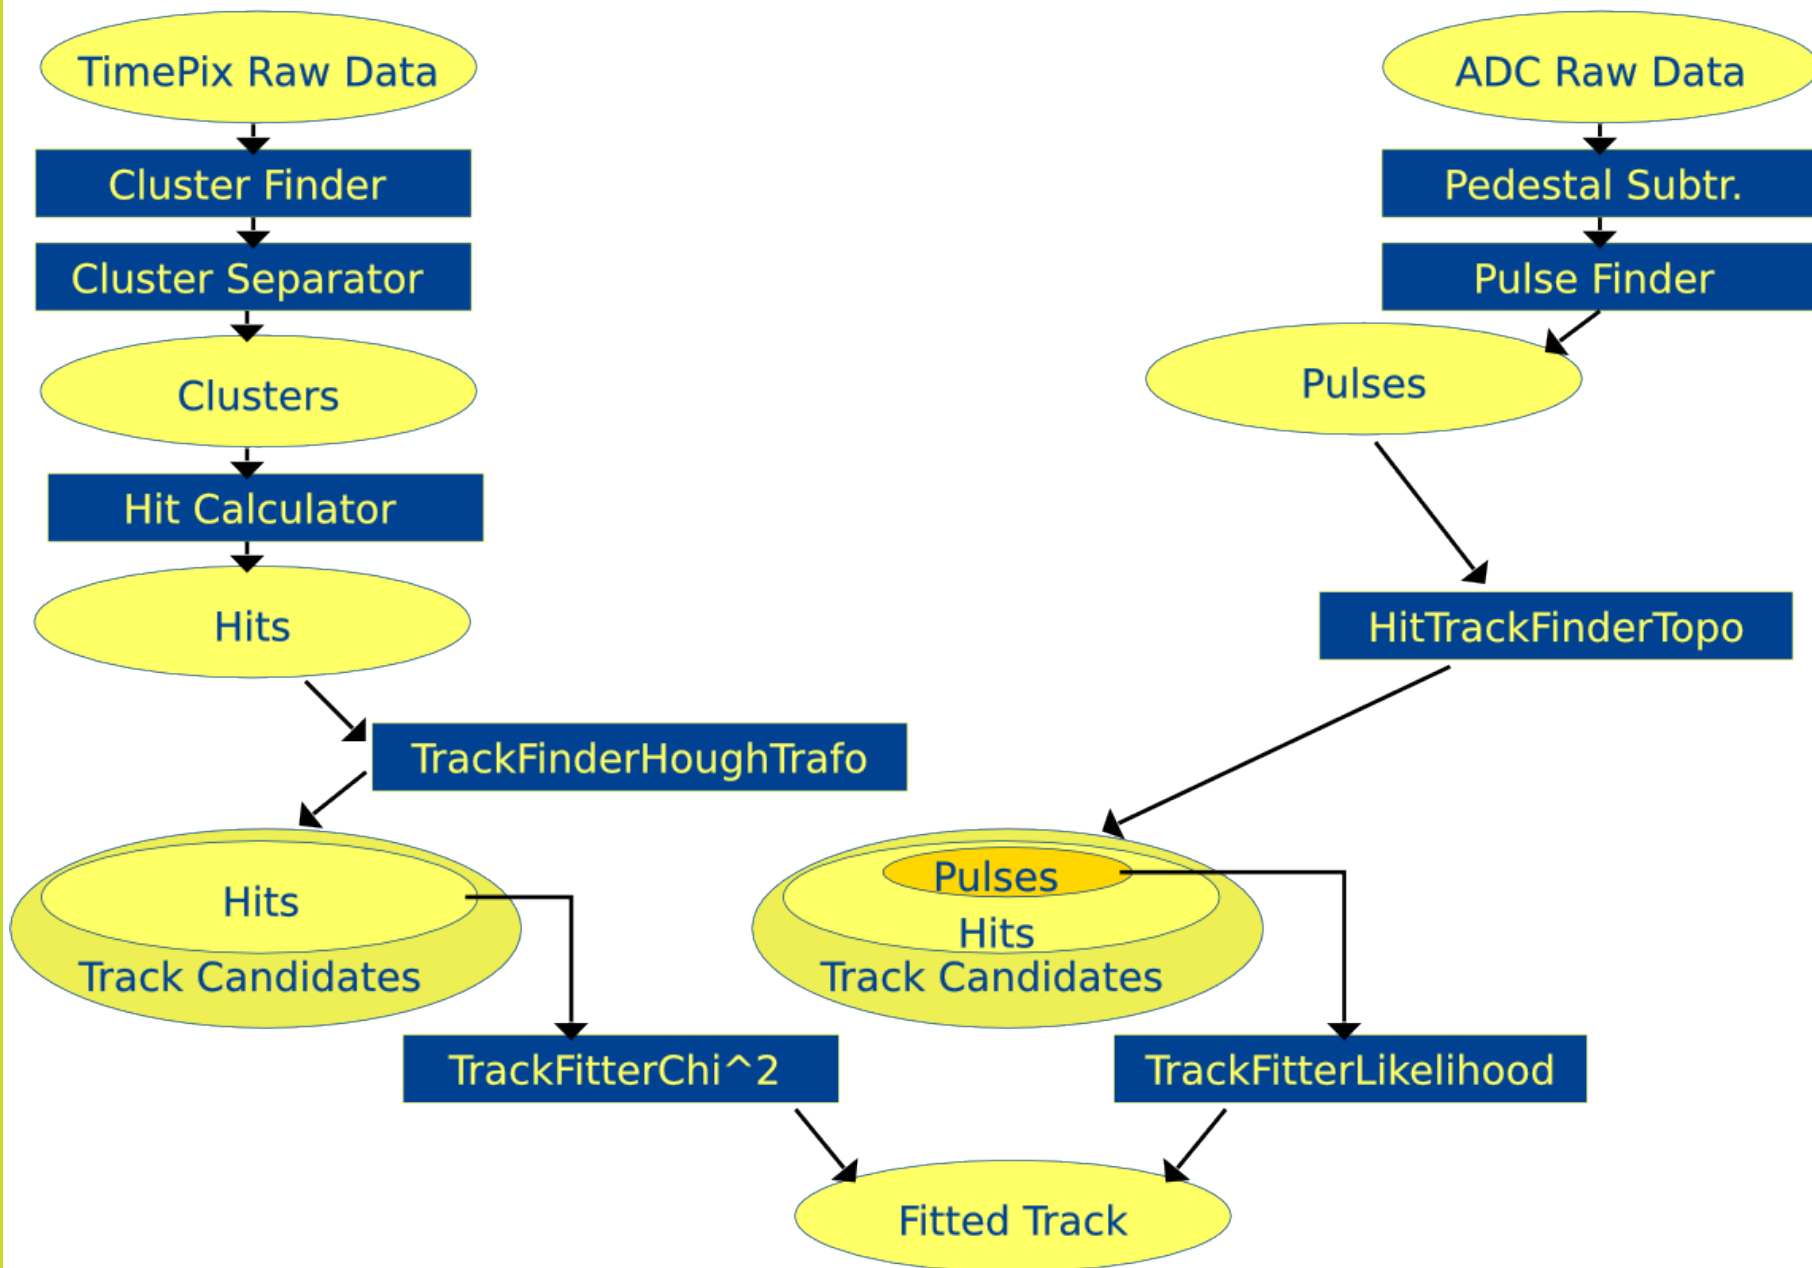 TimePix Raw Data
ADC Raw Data
Cluster Finder
Pedestal Subtr.
Cluster Separator
Pulse Finder
Clusters
Pulses
Hit Calculator
Hits
HitTrackFinderTopo
TrackFinderHoughTrafo
Hits
Track Candidates
Pulses
Hits
Track Candidates
TrackFitterChi^2
TrackFitterLikelihood
Fitted Track